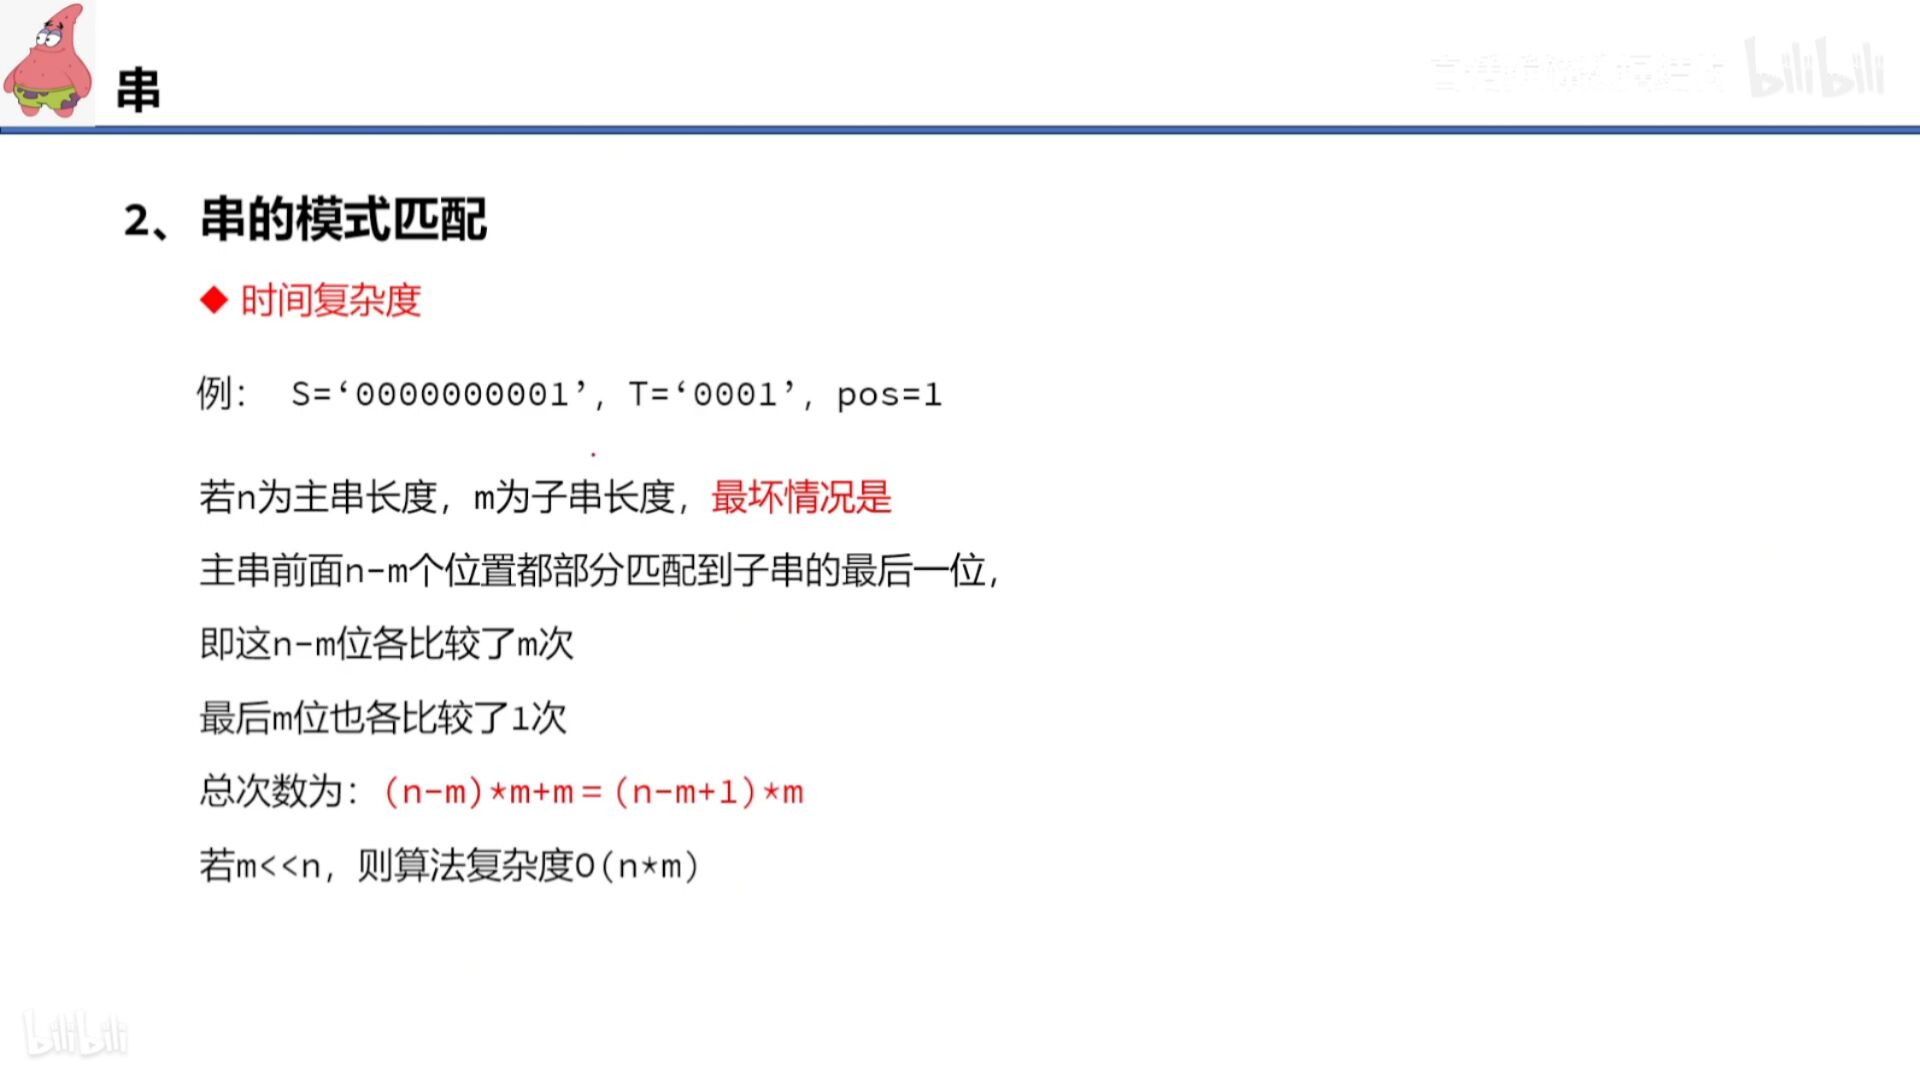 串
bilibili
2、串的模式匹配
◆ 时间复杂度
例： S=‘0000000001’，T=‘0001’，pos=1
若n为主串长度，m为子串长度，最坏情况是
主串前面n-m个位置都部分匹配到子串的最后一位，
即这n-m位各比较了m次
最后m位也各比较了1次
总次数为：(n-m)*m+m=(n-m+1)*m
若m<<n，则算法复杂度O(n*m)
bilibili